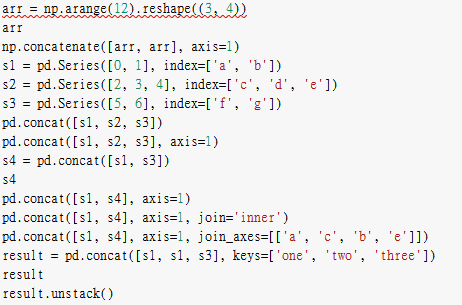 arr = np.arange(12).reshape((3, 4))
arr
np.concatenate([arr, arr], axis=1)
s1 = pd.Series([0, 1], index=['a', 'b'])
s2 = pd.Series([2, 3, 4], index=['c', 'd', 'e'])
s3 = pd.Series([5, 6], index=['f', 'g'])
pd.concat([s1, s2, s3])
pd.concat([s1, s2, s3], axis=1)
s4 = pd.concat([s1, s3])
s4
pd.concat([s1, s4], axis=1)
pd.concat([s1, s4], axis=1, join='inner')
pd.concat([s1, s4], axis=1, join_axes=[['a', 'c', 'b', 'e']])
result = pd.concat([s1, s1, s3], keys=['one', 'two', 'three'])
result
result.unstack()